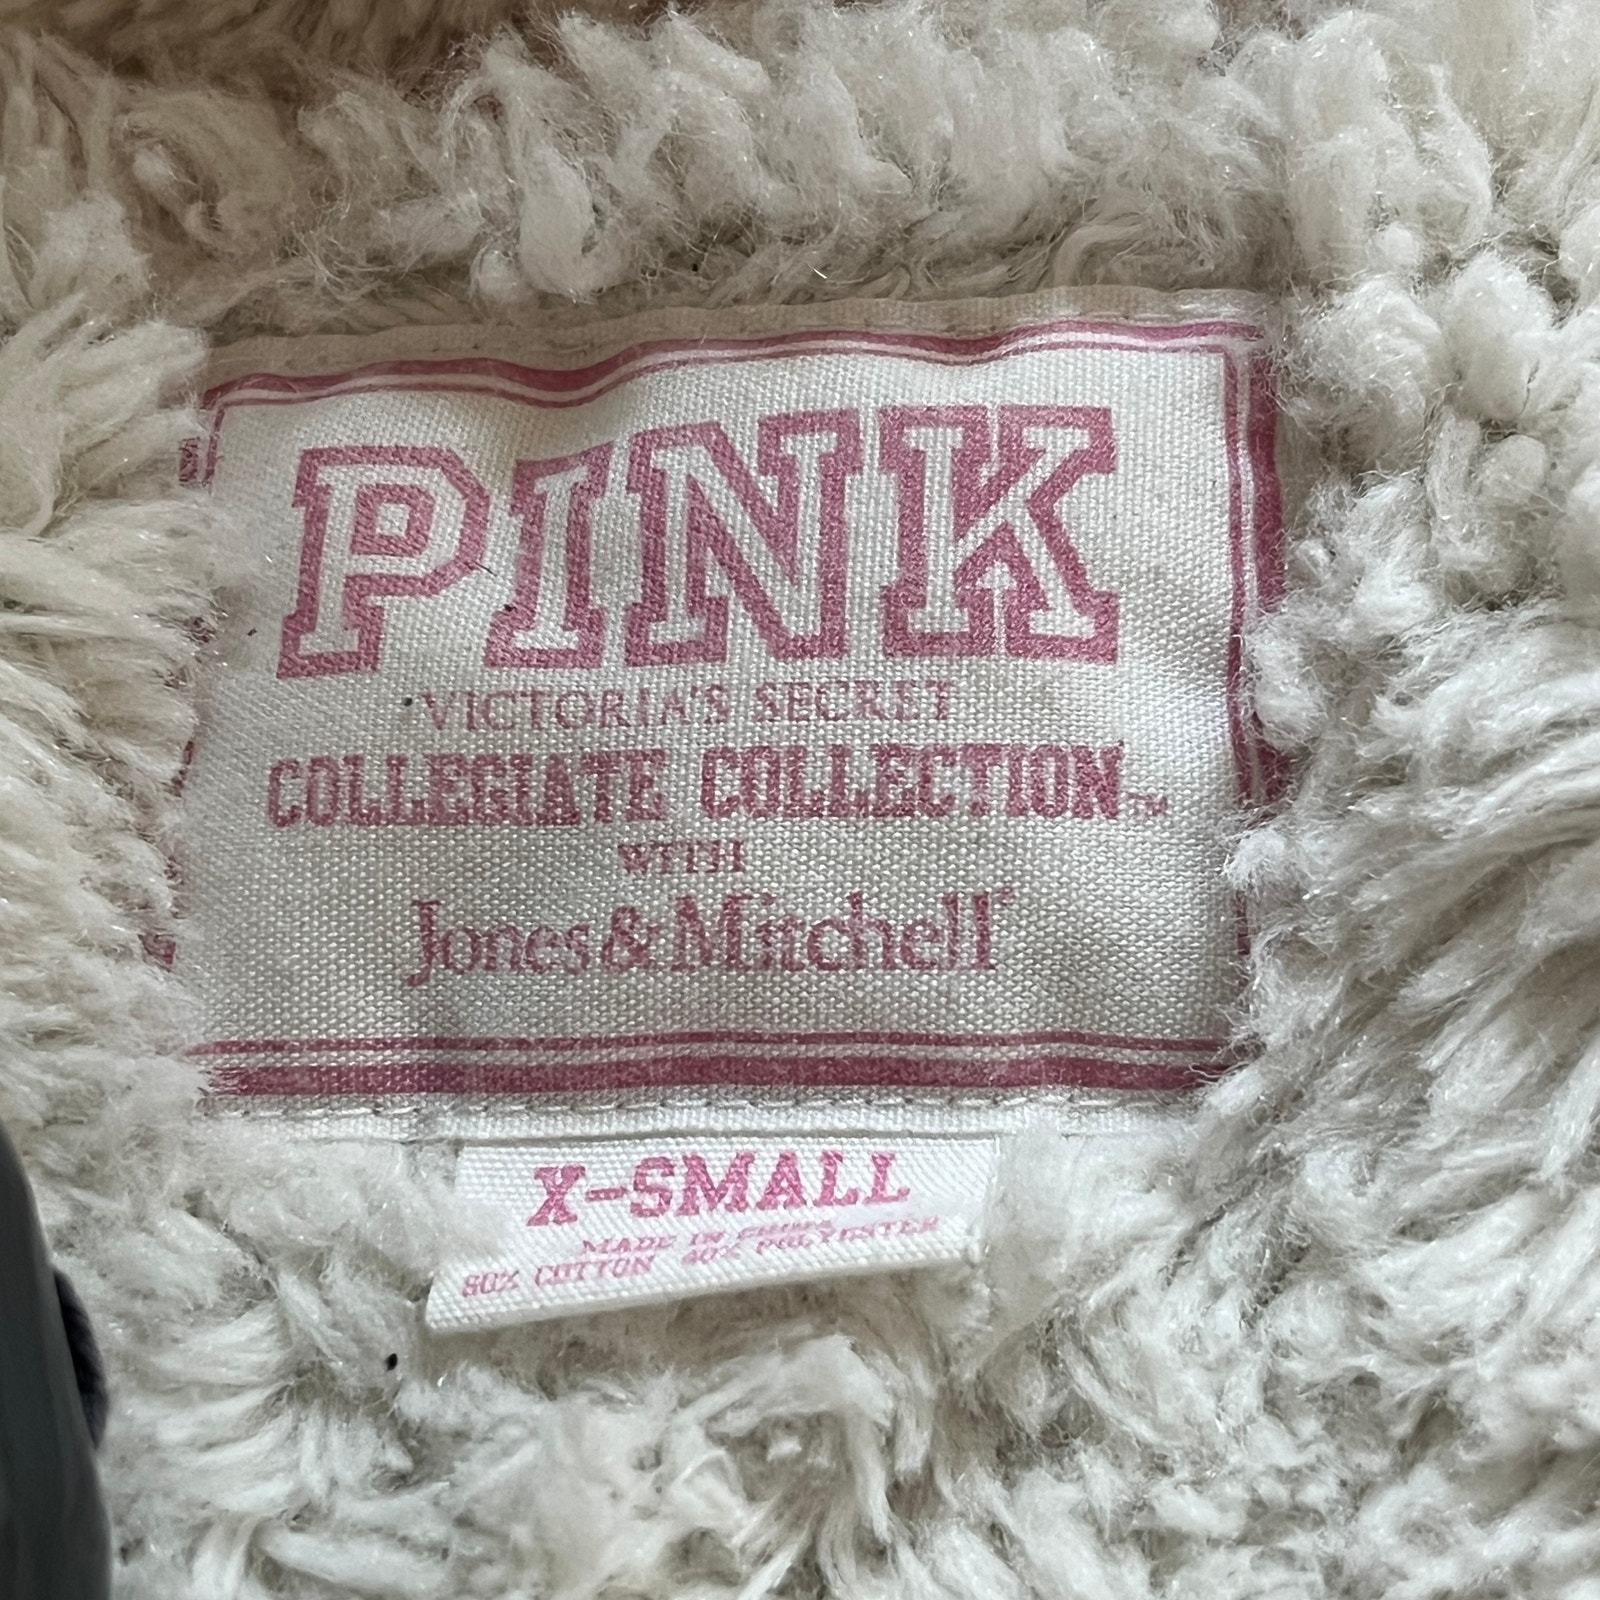 PINK
VICTORIA'S SECRET
COLLEGIATE COLLECTION™
WITH
Jones&Mitchell
X-SMALL
MADE IN CHINA
60% COTTON 40% POLYESTER